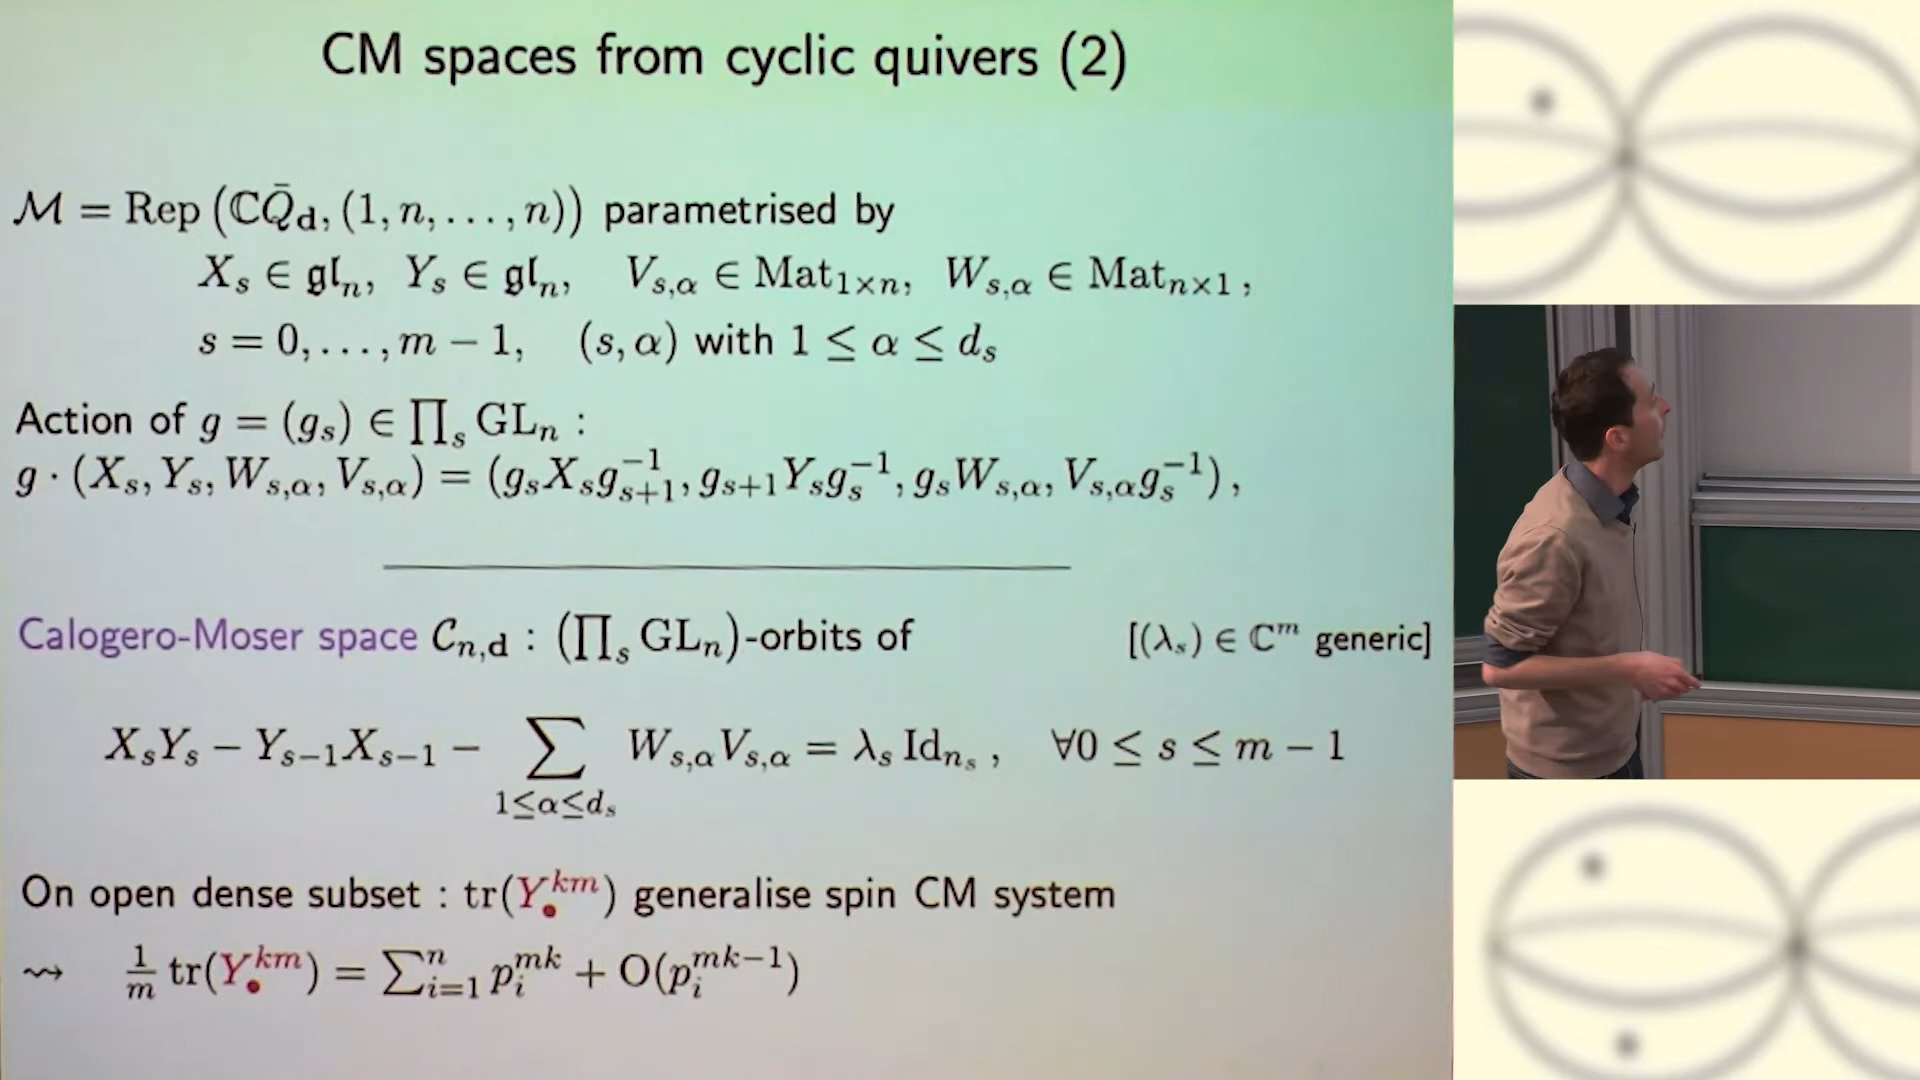 CM spaces from cyclic quivers (2)
ℳ = Rep (ℂQ̄_𝐝, (1, n, . . . , n)) parametrised by
X_s ∈ 𝔤𝔩_n, Y_s ∈ 𝔤𝔩_n, V_{s,α} ∈ Mat_{1×n}, W_{s,α} ∈ Mat_{n×1} ,
s = 0, . . . , m − 1, (s, α) with 1 ≤ α ≤ d_s
Action of g = (g_s) ∈ ∏_s GL_n :
g · (X_s, Y_s, W_{s,α}, V_{s,α}) = (g_s X_s g_{s+1}^{−1}, g_{s+1} Y_s g_s^{−1}, g_s W_{s,α}, V_{s,α} g_s^{−1}) ,
Calogero-Moser space 𝒞_{n,𝐝} : (∏_s GL_n)-orbits of [(λ_s) ∈ ℂ^m generic]
X_s Y_s − Y_{s−1} X_{s−1} − ∑_{1≤α≤d_s} W_{s,α} V_{s,α} = λ_s Id_{n_s} , ∀0 ≤ s ≤ m − 1
On open dense subset : tr(Y_•^{km}) generalise spin CM system
⇝ 1/m tr(Y_•^{km}) = ∑_{i=1}^n p_i^{mk} + O(p_i^{mk−1})